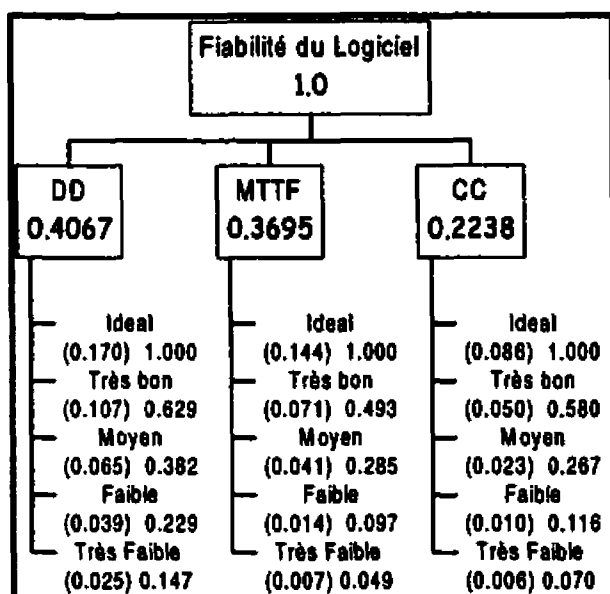 Fiabilité du Logiciel
1.0
DD
0.4067
MTTF
0.3695
CC
0.2238
Ideal
(0.170) 1.000
Très bon
(0.107) 0.629
Moyen
(0.065) 0.382
Faible
(0.039) 0.229
Très Faible
(0.025) 0.147
Ideal
(0.144) 1.000
Très bon
(0.071) 0.493
Moyen
(0.041) 0.285
Faible
(0.014) 0.097
Très Faible
(0.007) 0.049
Ideal
(0.086) 1.000
Très bon
(0.050) 0.580
Moyen
(0.023) 0.267
Faible
(0.010) 0.116
Très Faible
(0.006) 0.070